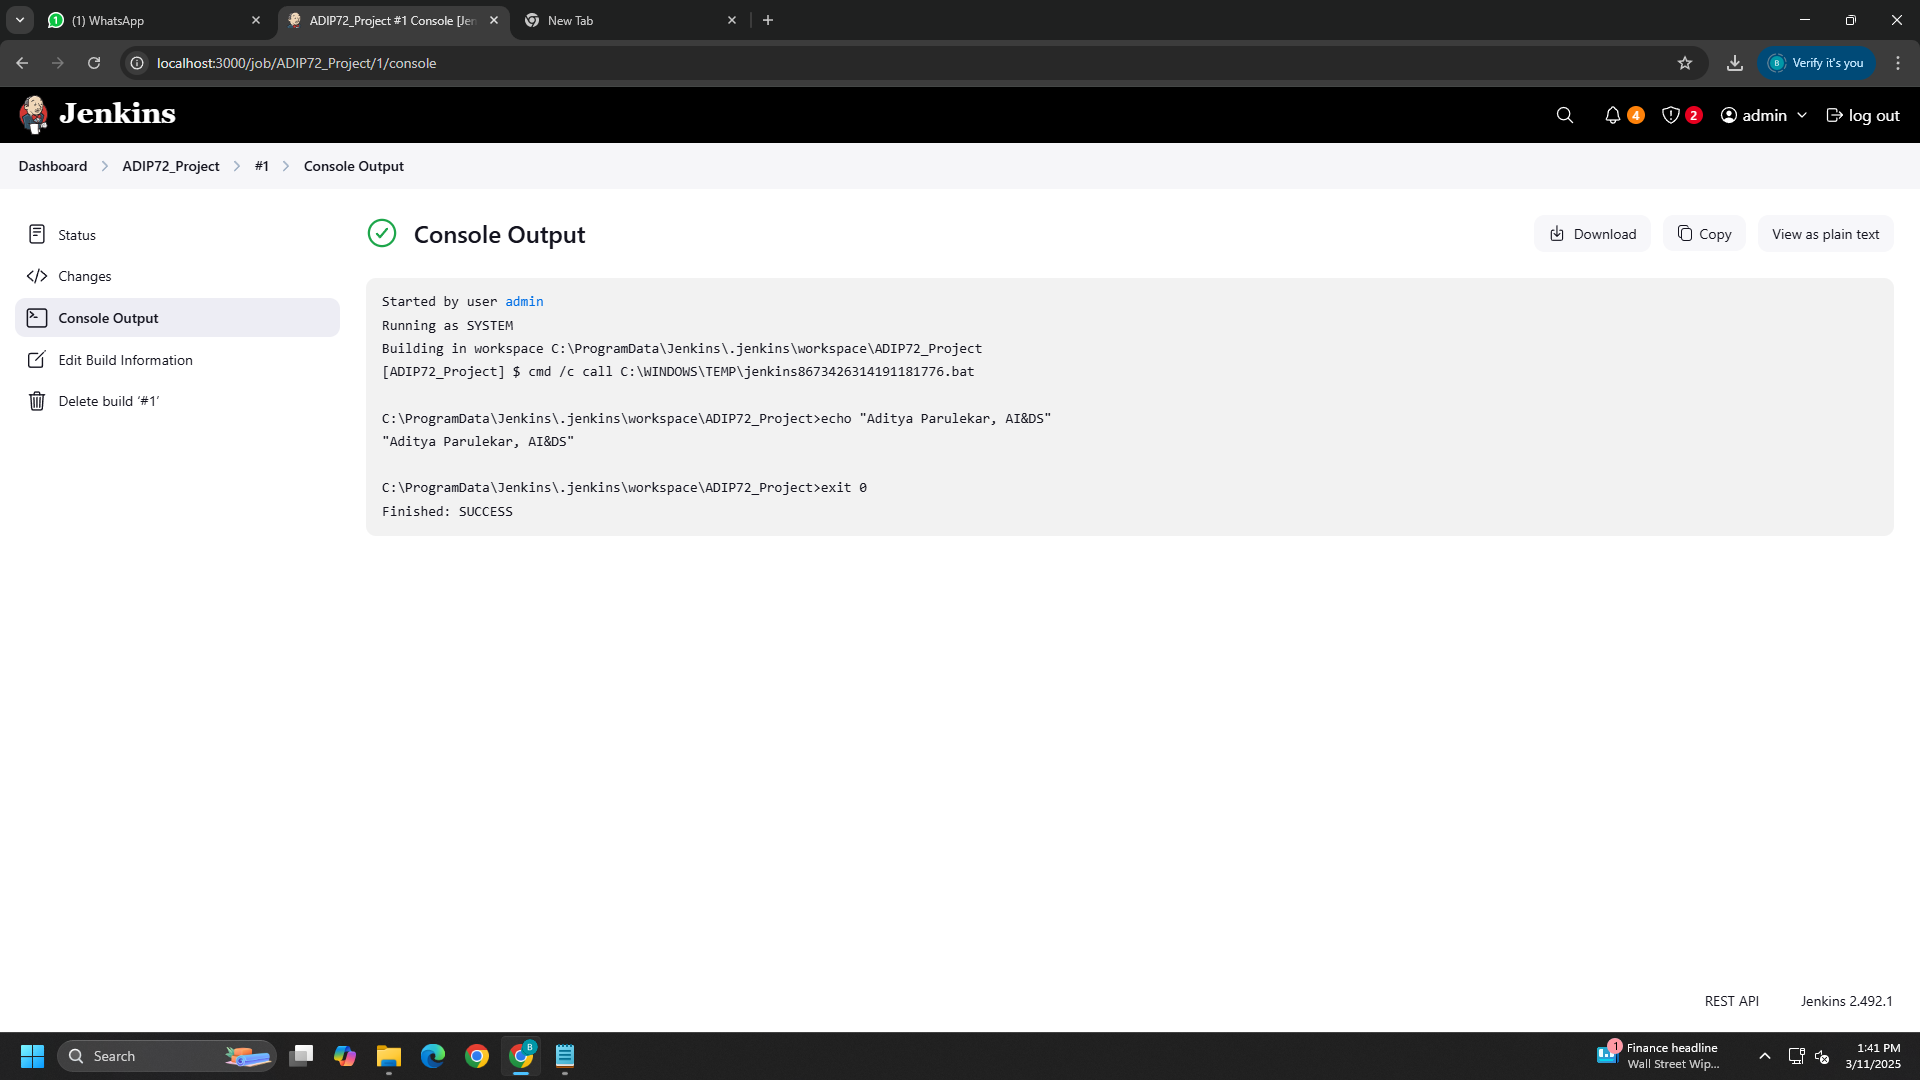 (1) WhatsApp
ADIP72_Project #1 Console [Jen
New Tab
localhost:3000/job/ADIP72_Project/1/console
B
Verify it's you
Jenkins
4
2
admin
log out
Dashboard
ADIP72_Project
#1
Console Output
Status
Changes
Console Output
Edit Build Information
Delete build ‘#1’
Console Output
Download
Copy
View as plain text
Started by user admin
Running as SYSTEM
Building in workspace C:\ProgramData\Jenkins\.jenkins\workspace\ADIP72_Project
[ADIP72_Project] $ cmd /c call C:\WINDOWS\TEMP\jenkins8673426314191181776.bat
C:\ProgramData\Jenkins\.jenkins\workspace\ADIP72_Project>echo "Aditya Parulekar, AI&DS"
"Aditya Parulekar, AI&DS"
C:\ProgramData\Jenkins\.jenkins\workspace\ADIP72_Project>exit 0
Finished: SUCCESS
REST API
Jenkins 2.492.1
Search
B
1
Finance headline
Wall Street Wip...
1:41 PM
3/11/2025